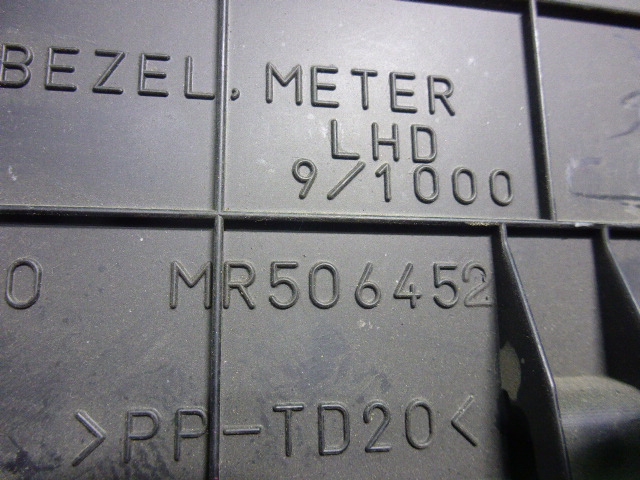 BEZEL, METER
LHD
9/1000
0 MR506452
>PP-TD20<